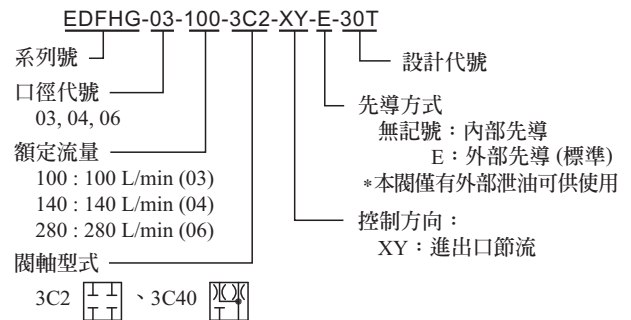 EDFHG-03-100-3C2-XY-E-30T
系列號
口徑代號
03, 04, 06
額定流量
100 : 100 L/min (03)
140 : 140 L/min (04)
280 : 280 L/min (06)
閥軸型式
3C2 、3C40
設計代號
先導方式
無記號：內部先導
E：外部先導 (標準)
*本閥僅有外部泄油可供使用
控制方向：
XY：進出口節流